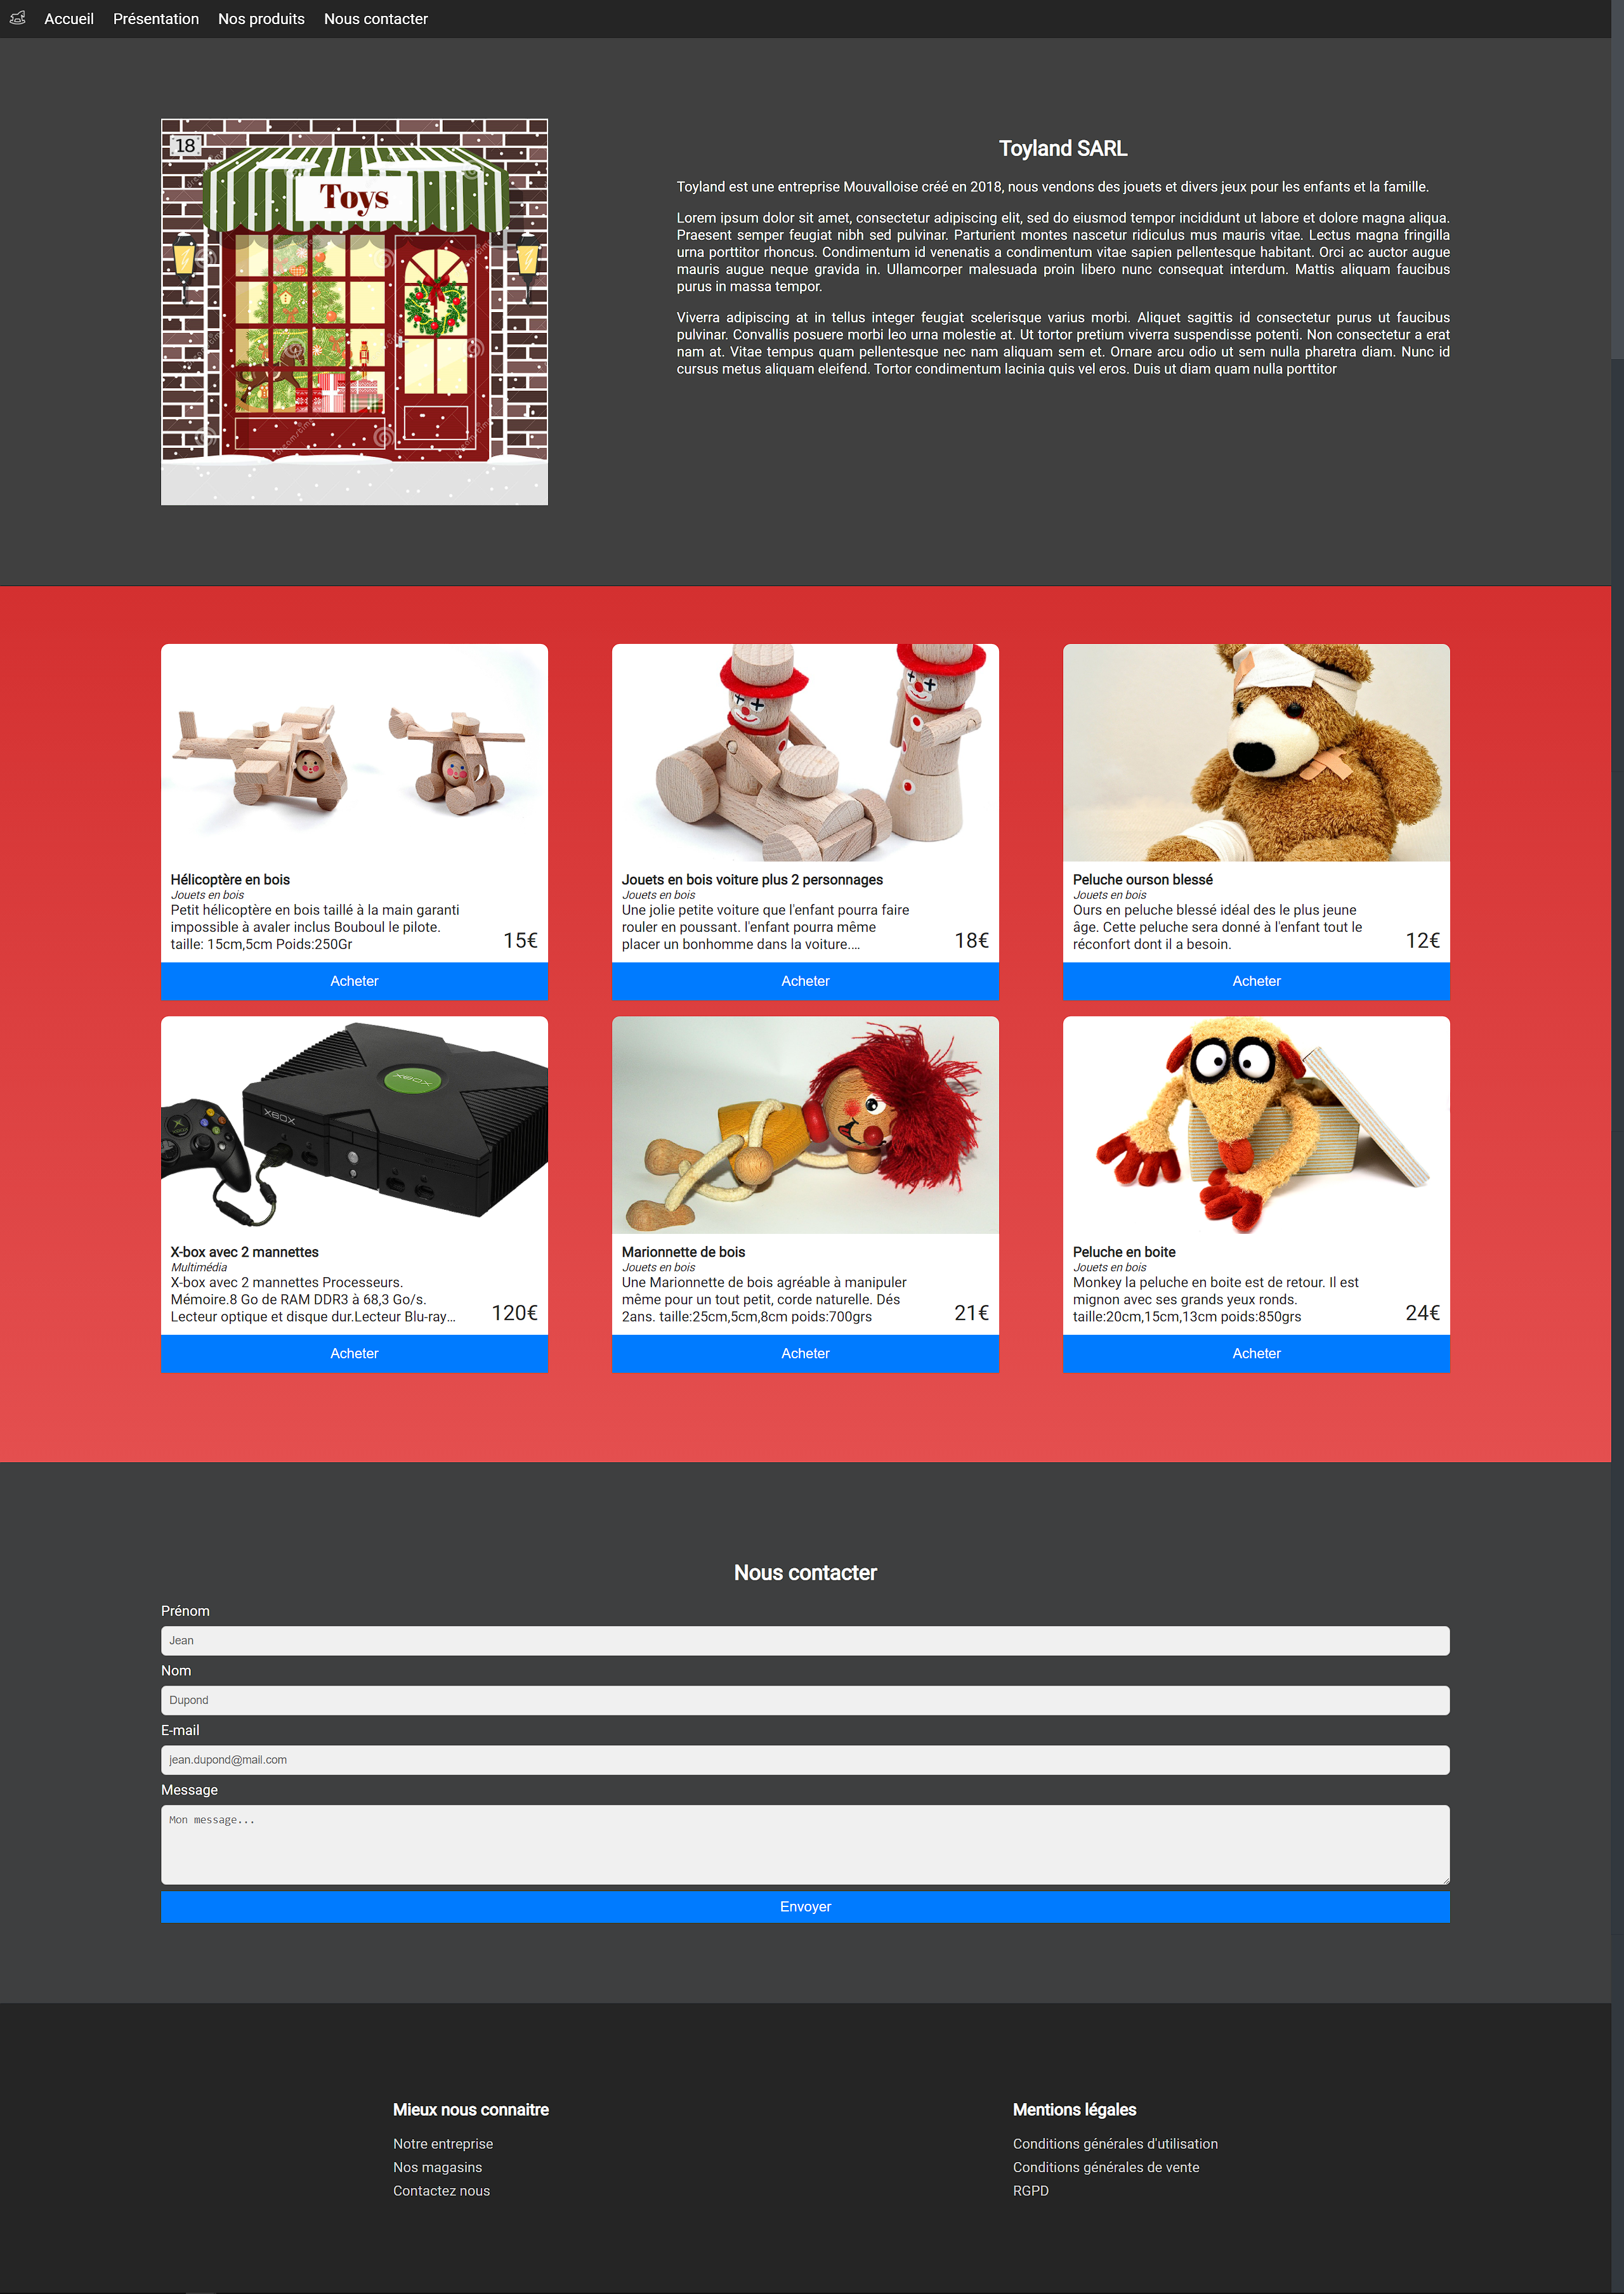 Accueil Présentation Nos produits Nous contacter
18
Toys
Toyland SARL
Toyland est une entreprise Mouvalloise créé en 2018, nous vendons des jouets et divers jeux pour les enfants et la famille.
Lorem ipsum dolor sit amet, consectetur adipiscing elit, sed do eiusmod tempor incididunt ut labore et dolore magna aliqua.
Praesent semper feugiat nibh sed pulvinar. Parturient montes nascetur ridiculus mus mauris vitae. Lectus magna fringilla
urna porttitor rhoncus. Condimentum id venenatis a condimentum vitae sapien pellentesque habitant. Orci ac auctor augue
mauris augue neque gravida in. Ullamcorper malesuada proin libero nunc consequat interdum. Mattis aliquam faucibus
purus in massa tempor.
Viverra adipiscing at in tellus integer feugiat scelerisque varius morbi. Aliquet sagittis id consectetur purus ut faucibus
pulvinar. Convallis posuere morbi leo urna molestie at. Ut tortor pretium viverra suspendisse potenti. Non consectetur a erat
nam at. Vitae tempus quam pellentesque nec nam aliquam sem et. Ornare arcu odio ut sem nulla pharetra diam. Nunc id
cursus metus aliquam eleifend. Tortor condimentum lacinia quis vel eros. Duis ut diam quam nulla porttitor
Hélicoptère en bois
Jouets en bois
Petit hélicoptère en bois taillé à la main garanti
impossible à avaler inclus Bouboul le pilote.
taille: 15cm,5cm Poids:250Gr
15€
Acheter
Jouets en bois voiture plus 2 personnages
Jouets en bois
Une jolie petite voiture que l'enfant pourra faire
rouler en poussant. l'enfant pourra même
placer un bonhomme dans la voiture....
18€
Acheter
Peluche ourson blessé
Jouets en bois
Ours en peluche blessé idéal des le plus jeune
âge. Cette peluche sera donné à l'enfant tout le
réconfort dont il a besoin.
12€
Acheter
XBOX
XBOX
X-box avec 2 mannettes
Multimédia
X-box avec 2 mannettes Processeurs.
Mémoire.8 Go de RAM DDR3 à 68,3 Go/s.
Lecteur optique et disque dur.Lecteur Blu-ray...
120€
Acheter
Marionnette de bois
Jouets en bois
Une Marionnette de bois agréable à manipuler
même pour un tout petit, corde naturelle. Dés
2ans. taille:25cm,5cm,8cm poids:700grs
21€
Acheter
Peluche en boite
Jouets en bois
Monkey la peluche en boite est de retour. Il est
mignon avec ses grands yeux ronds.
taille:20cm,15cm,13cm poids:850grs
24€
Acheter
Nous contacter
Prénom
Jean
Nom
Dupond
E-mail
jean.dupond@mail.com
Message
Mon message...
Envoyer
Mieux nous connaitre
Notre entreprise
Nos magasins
Contactez nous
Mentions légales
Conditions générales d'utilisation
Conditions générales de vente
RGPD